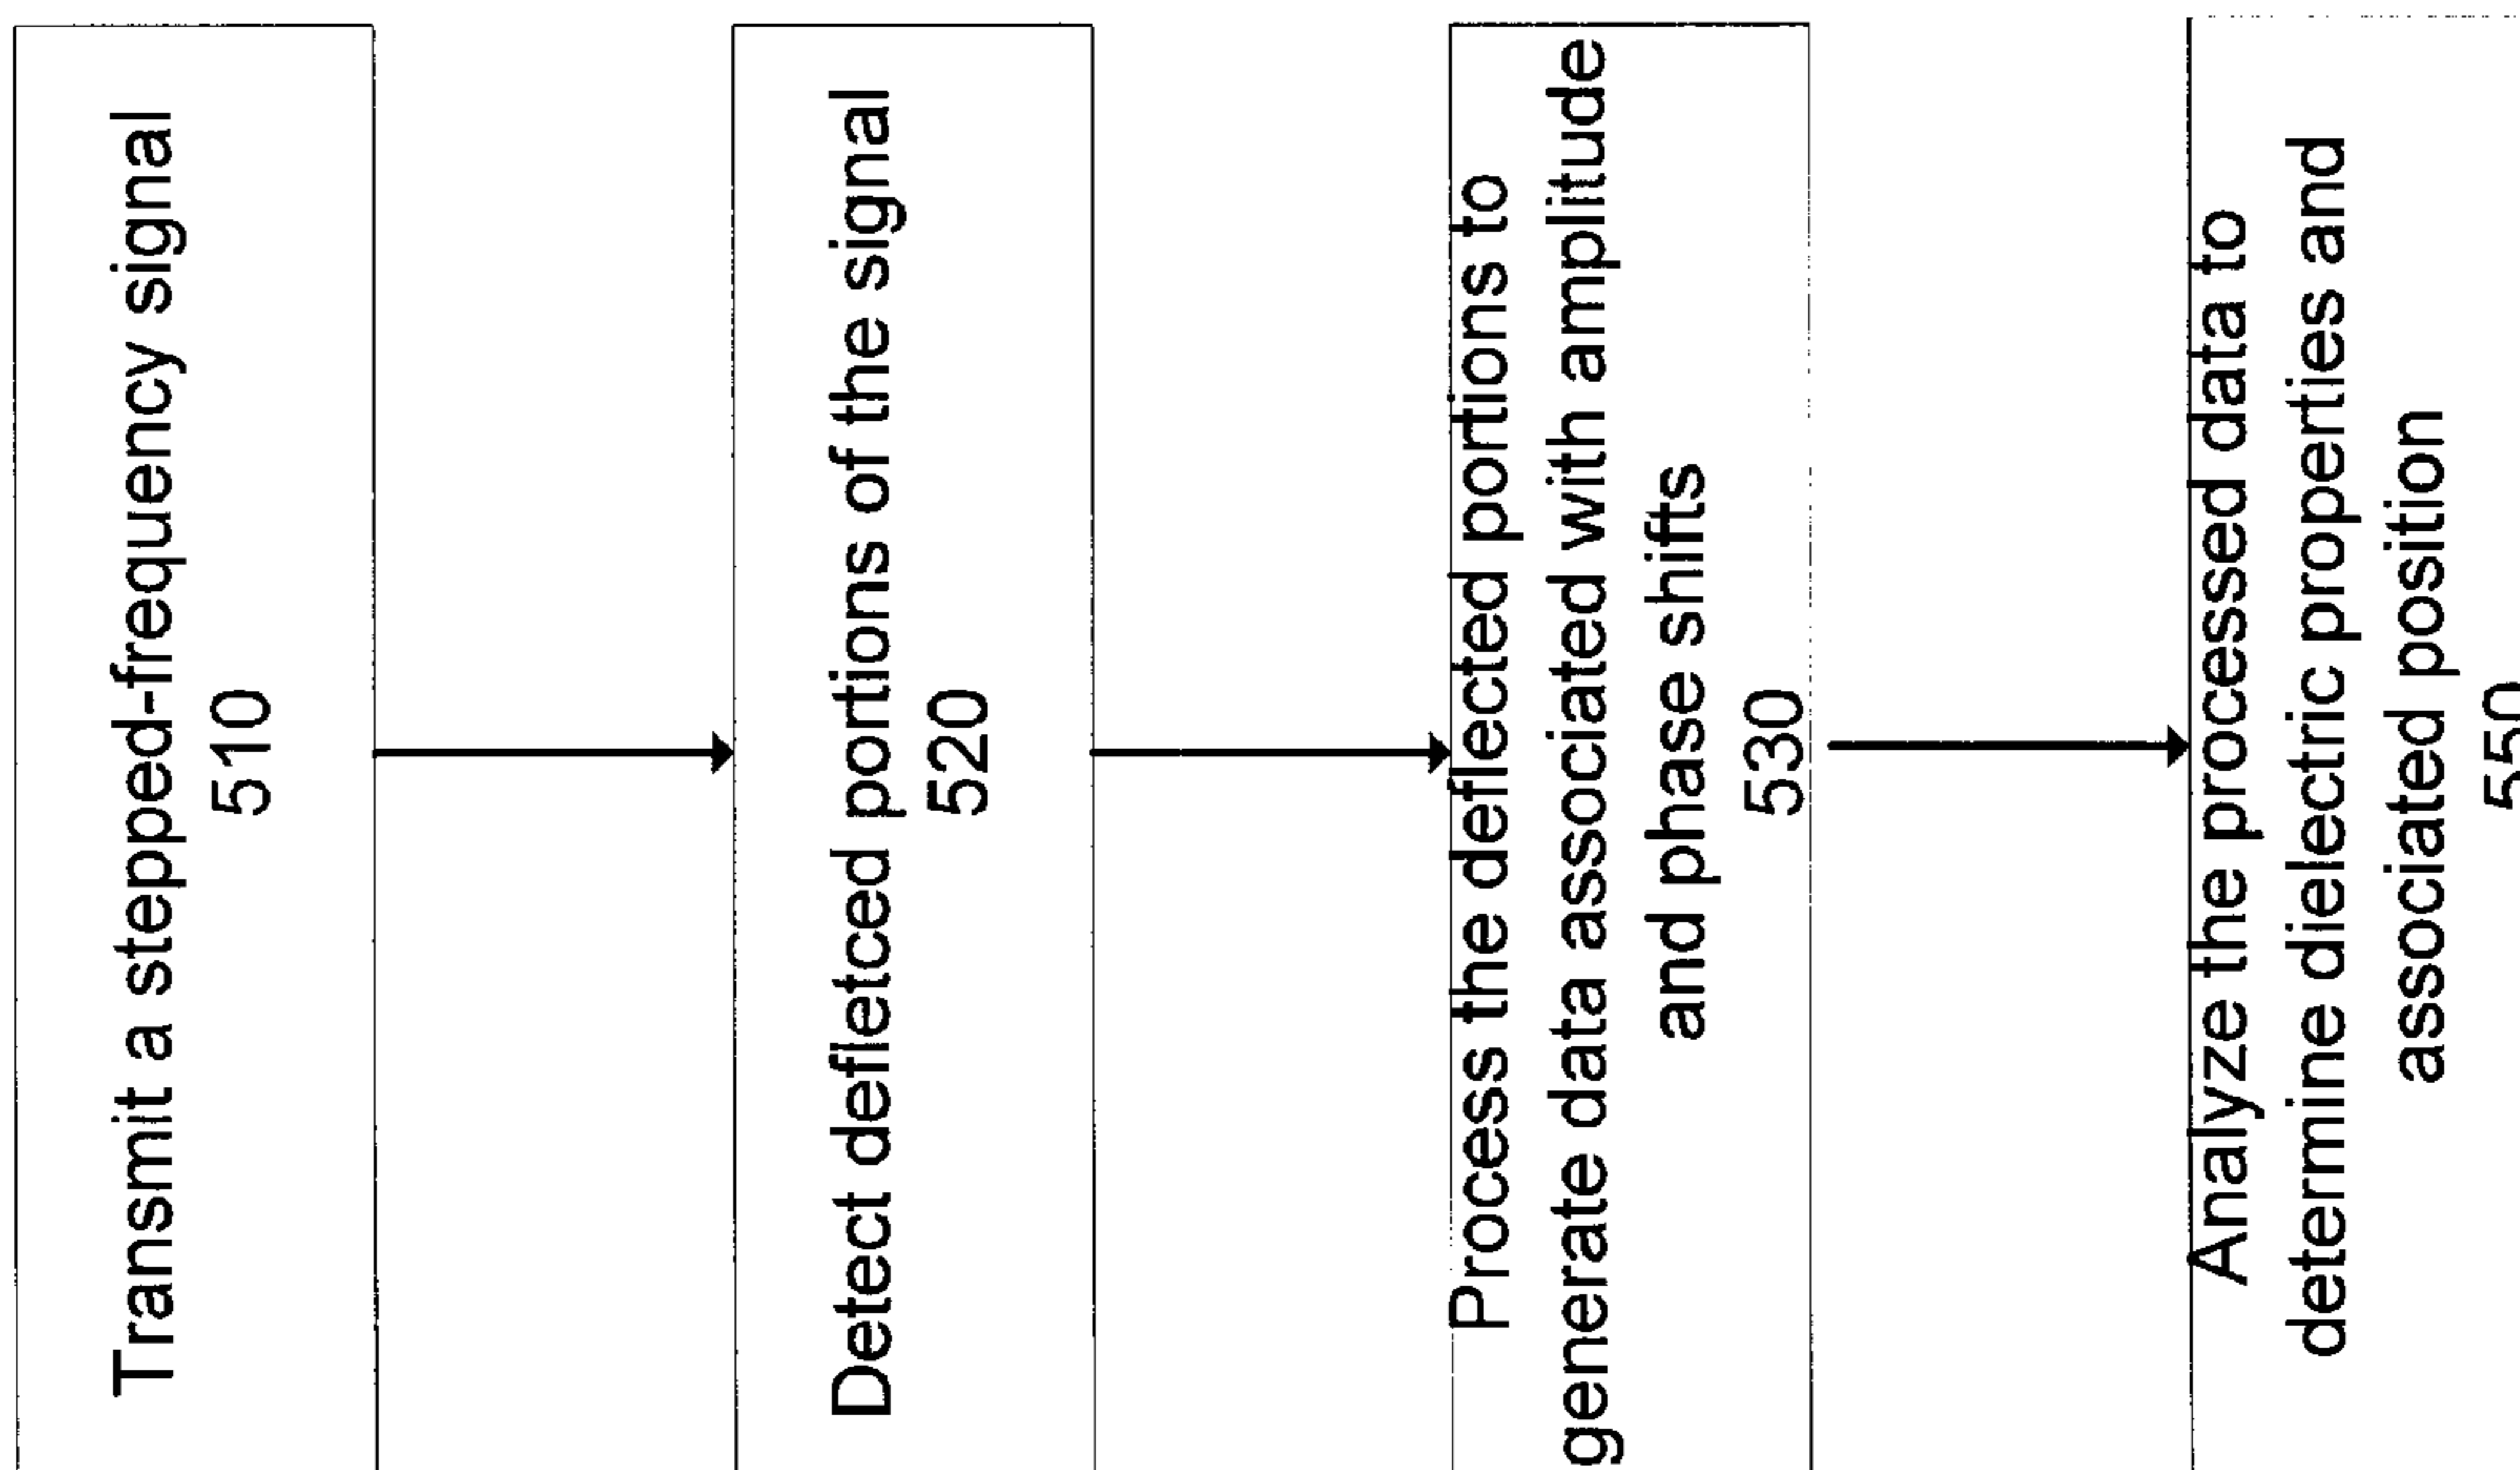 Transmit a stepped-frequency signal
510
Detect defletced portions of the signal
520
Process the deflected portions to
generate data associated with amplitude
and phase shifts
530
Analyze the processed data to
determine dielectric properties and
associated position
550